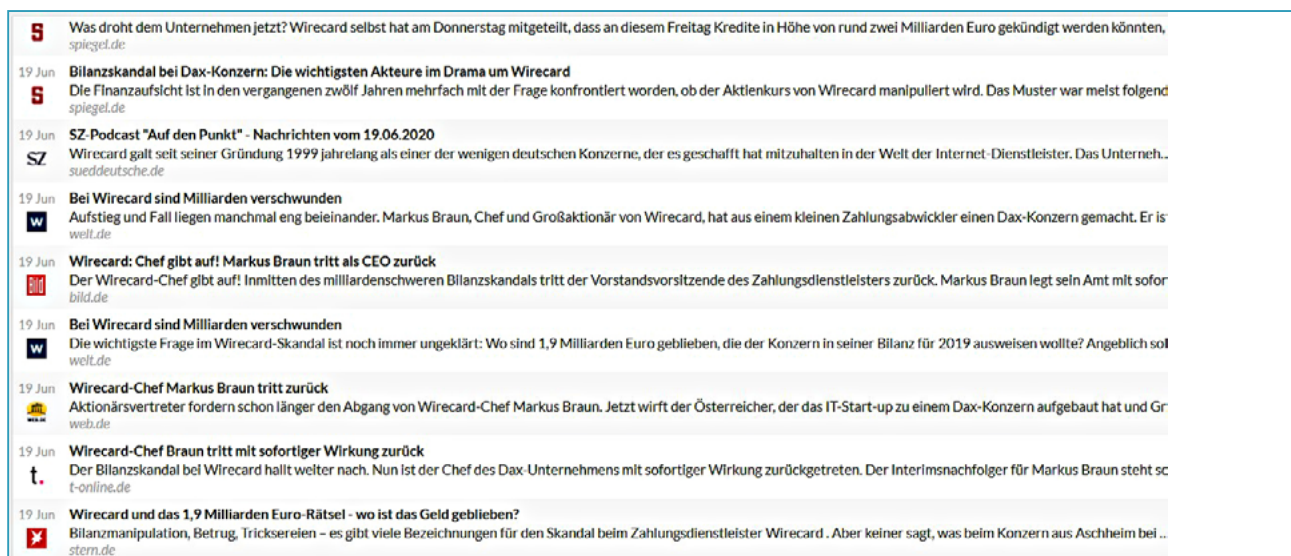 S
Was droht dem Unternehmen jetzt? Wirecard selbst hat am Donnerstag mitgeteilt, dass an diesem Freitag Kredite in Höhe von rund zwei Milliarden Euro gekündigt werden könnten,
spiegel.de
19 Jun Bilanzskandal bei Dax-Konzern: Die wichtigsten Akteure im Drama um Wirecard
S Die Finanzaufsicht ist in den vergangenen zwölf Jahren mehrfach mit der Frage konfrontiert worden, ob der Aktienkurs von Wirecard manipuliert wird. Das Muster war meist folgend
spiegel.de
19 Jun SZ-Podcast "Auf den Punkt" - Nachrichten vom 19.06.2020
SZ Wirecard galt seit seiner Gründung 1999 jahrelang als einer der wenigen deutschen Konzerne, der es geschafft hat mitzuhalten in der Welt der Internet-Dienstleister. Das Unterneh...
sueddeutsche.de
19 Jun Bei Wirecard sind Milliarden verschwunden
W Aufstieg und Fall liegen manchmal eng beieinander. Markus Braun, Chef und Großaktionär von Wirecard, hat aus einem kleinen Zahlungsabwickler einen Dax-Konzern gemacht. Er is
welt.de
19 Jun Wirecard: Chef gibt auf! Markus Braun tritt als CEO zurück
Bild Der Wirecard-Chef gibt auf! Inmitten des milliardenschweren Bilanzskandals tritt der Vorstandsvorsitzende des Zahlungsdienstleisters zurück. Markus Braun legt sein Amt mit sofor
bild.de
19 Jun Bei Wirecard sind Milliarden verschwunden
W Die wichtigste Frage im Wirecard-Skandal ist noch immer ungeklärt: Wo sind 1,9 Milliarden Euro geblieben, die der Konzern in seiner Bilanz für 2019 ausweisen wollte? Angeblich sol
welt.de
19 Jun Wirecard-Chef Markus Braun tritt zurück
WEB.DE Aktionärsvertreter fordern schon länger den Abgang von Wirecard-Chef Markus Braun. Jetzt wirft der Österreicher, der das IT-Start-up zu einem Dax-Konzern aufgebaut hat und Gr
web.de
19 Jun Wirecard-Chef Braun tritt mit sofortiger Wirkung zurück
t. Der Bilanzskandal bei Wirecard hallt weiter nach. Nun ist der Chef des Dax-Unternehmens mit sofortiger Wirkung zurückgetreten. Der Interimsnachfolger für Markus Braun steht sc
t-online.de
19 Jun Wirecard und das 1,9 Milliarden Euro-Rätsel - wo ist das Geld geblieben?
Bilanzmanipulation, Betrug, Tricksereien – es gibt viele Bezeichnungen für den Skandal beim Zahlungsdienstleister Wirecard . Aber keiner sagt, was beim Konzern aus Aschheim bei ...
stern.de